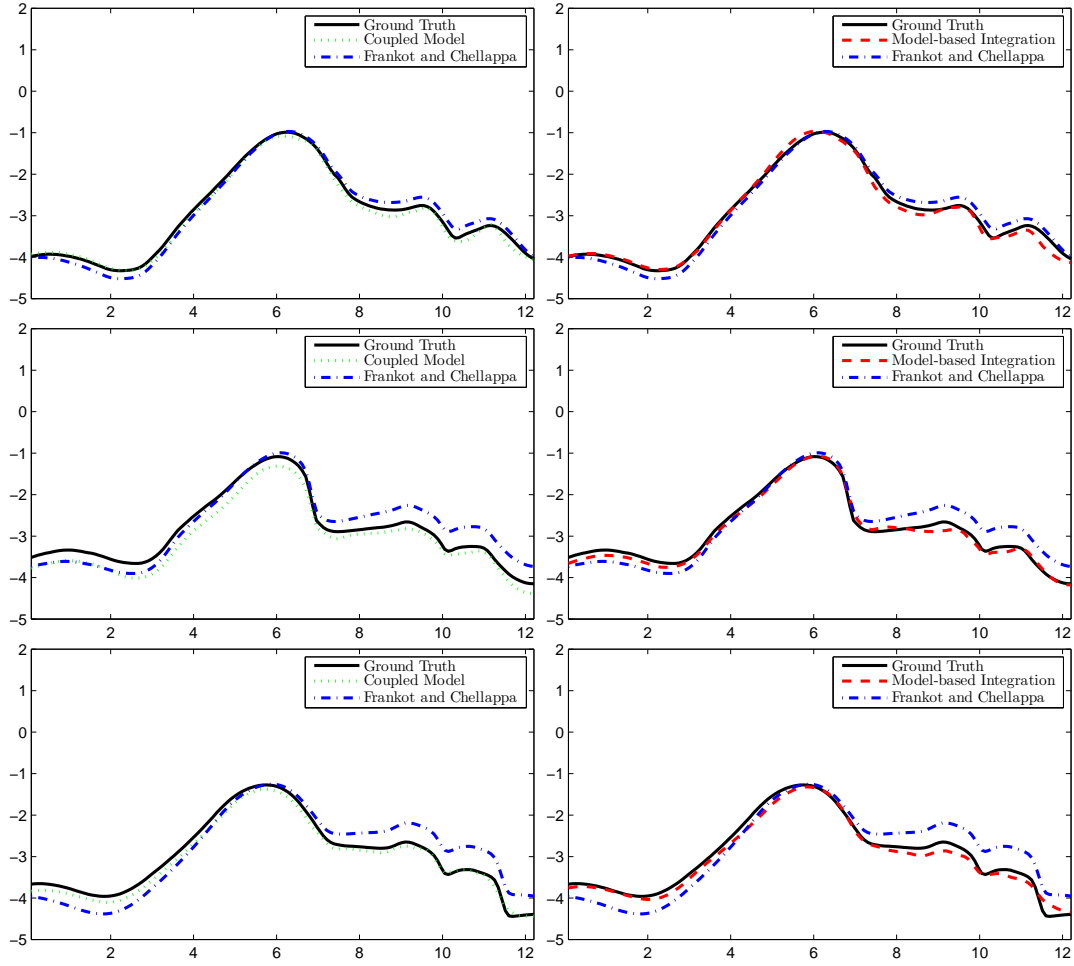 2
1
0
−1
−2
−3
−4
−5
2 4 6 8 10 12
Ground Truth
Coupled Model
Frankot and Chellappa
2
1
0
−1
−2
−3
−4
−5
2 4 6 8 10 12
Ground Truth
Model-based Integration
Frankot and Chellappa
2
1
0
−1
−2
−3
−4
−5
2 4 6 8 10 12
Ground Truth
Coupled Model
Frankot and Chellappa
2
1
0
−1
−2
−3
−4
−5
2 4 6 8 10 12
Ground Truth
Model-based Integration
Frankot and Chellappa
2
1
0
−1
−2
−3
−4
−5
2 4 6 8 10 12
Ground Truth
Coupled Model
Frankot and Chellappa
2
1
0
−1
−2
−3
−4
−5
2 4 6 8 10 12
Ground Truth
Model-based Integration
Frankot and Chellappa